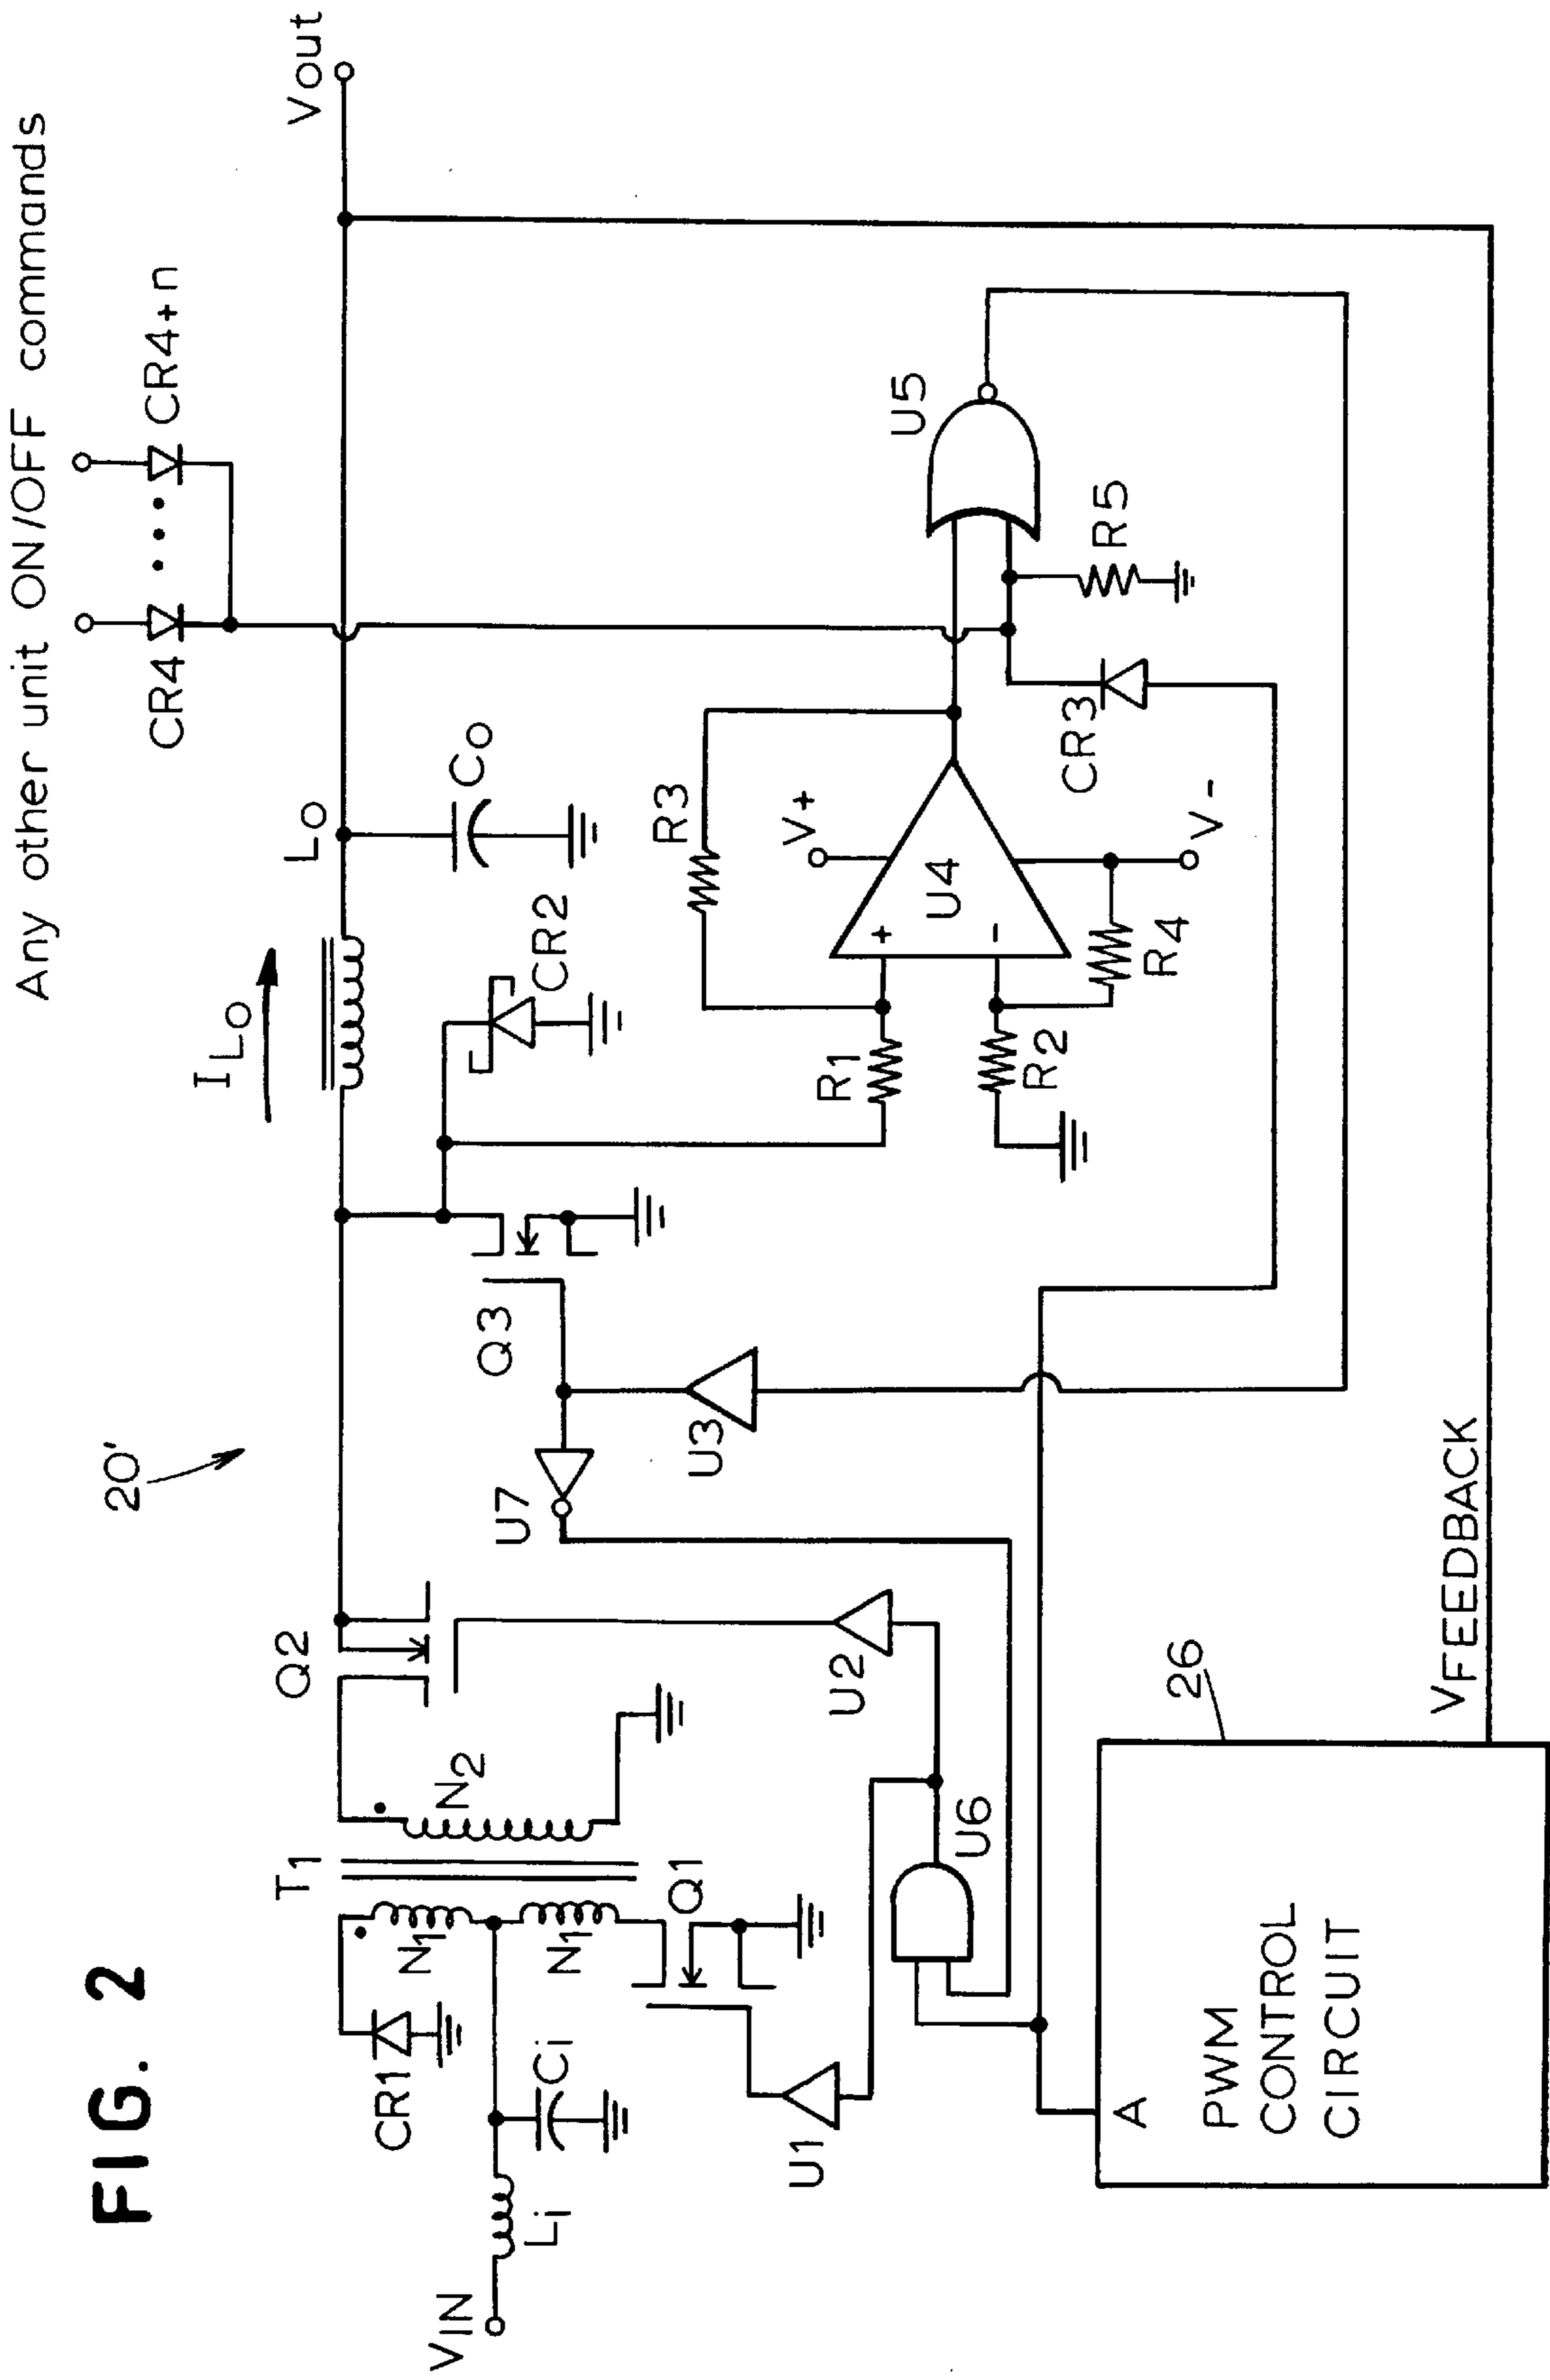 Any other unit ON/OFF commands
CR4
CR4+n
Vout
20'
I Lo
Lo
Co
CR2
Q2
Q3
T1
N2
N1
N1
Q1
CR1
VIN
Li
Ci
U1
U2
U3
U7
U6
R1
R2
R3
R4
R5
+
-
U4
V+
V-
U5
CR3
A
PWM
CONTROL
CIRCUIT
26
VFEEDBACK
FIG. 2